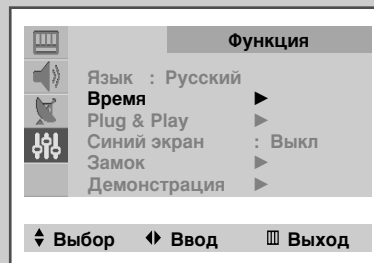 Функция
Язык : Русский
Время ►
Plug & Play ►
Синий экран : Выкл
Замок ►
Демонстрация ►
Выбор Ввод Выход